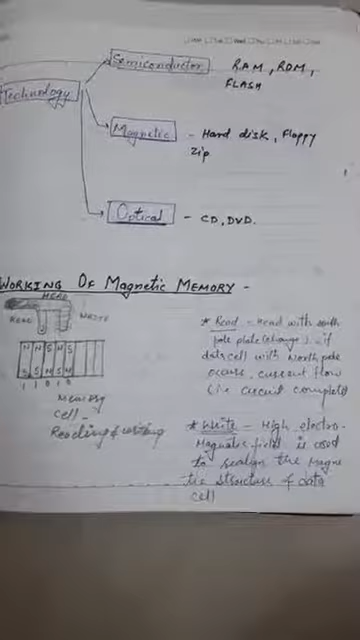 Semiconductor
RAM, ROM,
FLASH
Technology
Magnetic - Hard disk, Floppy
Zip
Optical - CD, DVD.
WORKING OF MAGNETIC MEMORY -
HEAD
READ WRITE
N N S N S
S S N S N
1 1 0 1 0
Memory
cell -
Reading & writing
* Read - Head with south
pole plate (change). if
data cell with North pole
occurs, current flow
(i.e circuit complete)
* Write - High electro-
magnetic field is used
to realign the Magne
tic structure of data
cell